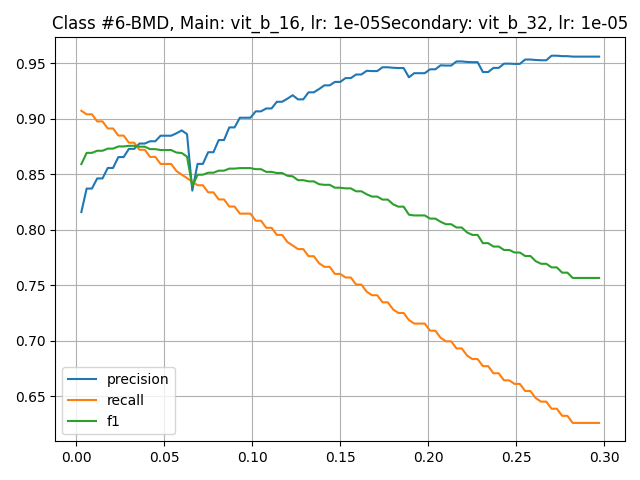 Class #6-BMD, Main: vit_b_16, lr: 1e-05Secondary: vit_b_32, lr: 1e-05
0.95
0.90
0.85
0.80
0.75
0.70
0.65
precision
recall
f1
0.00 0.05 0.10 0.15 0.20 0.25 0.30